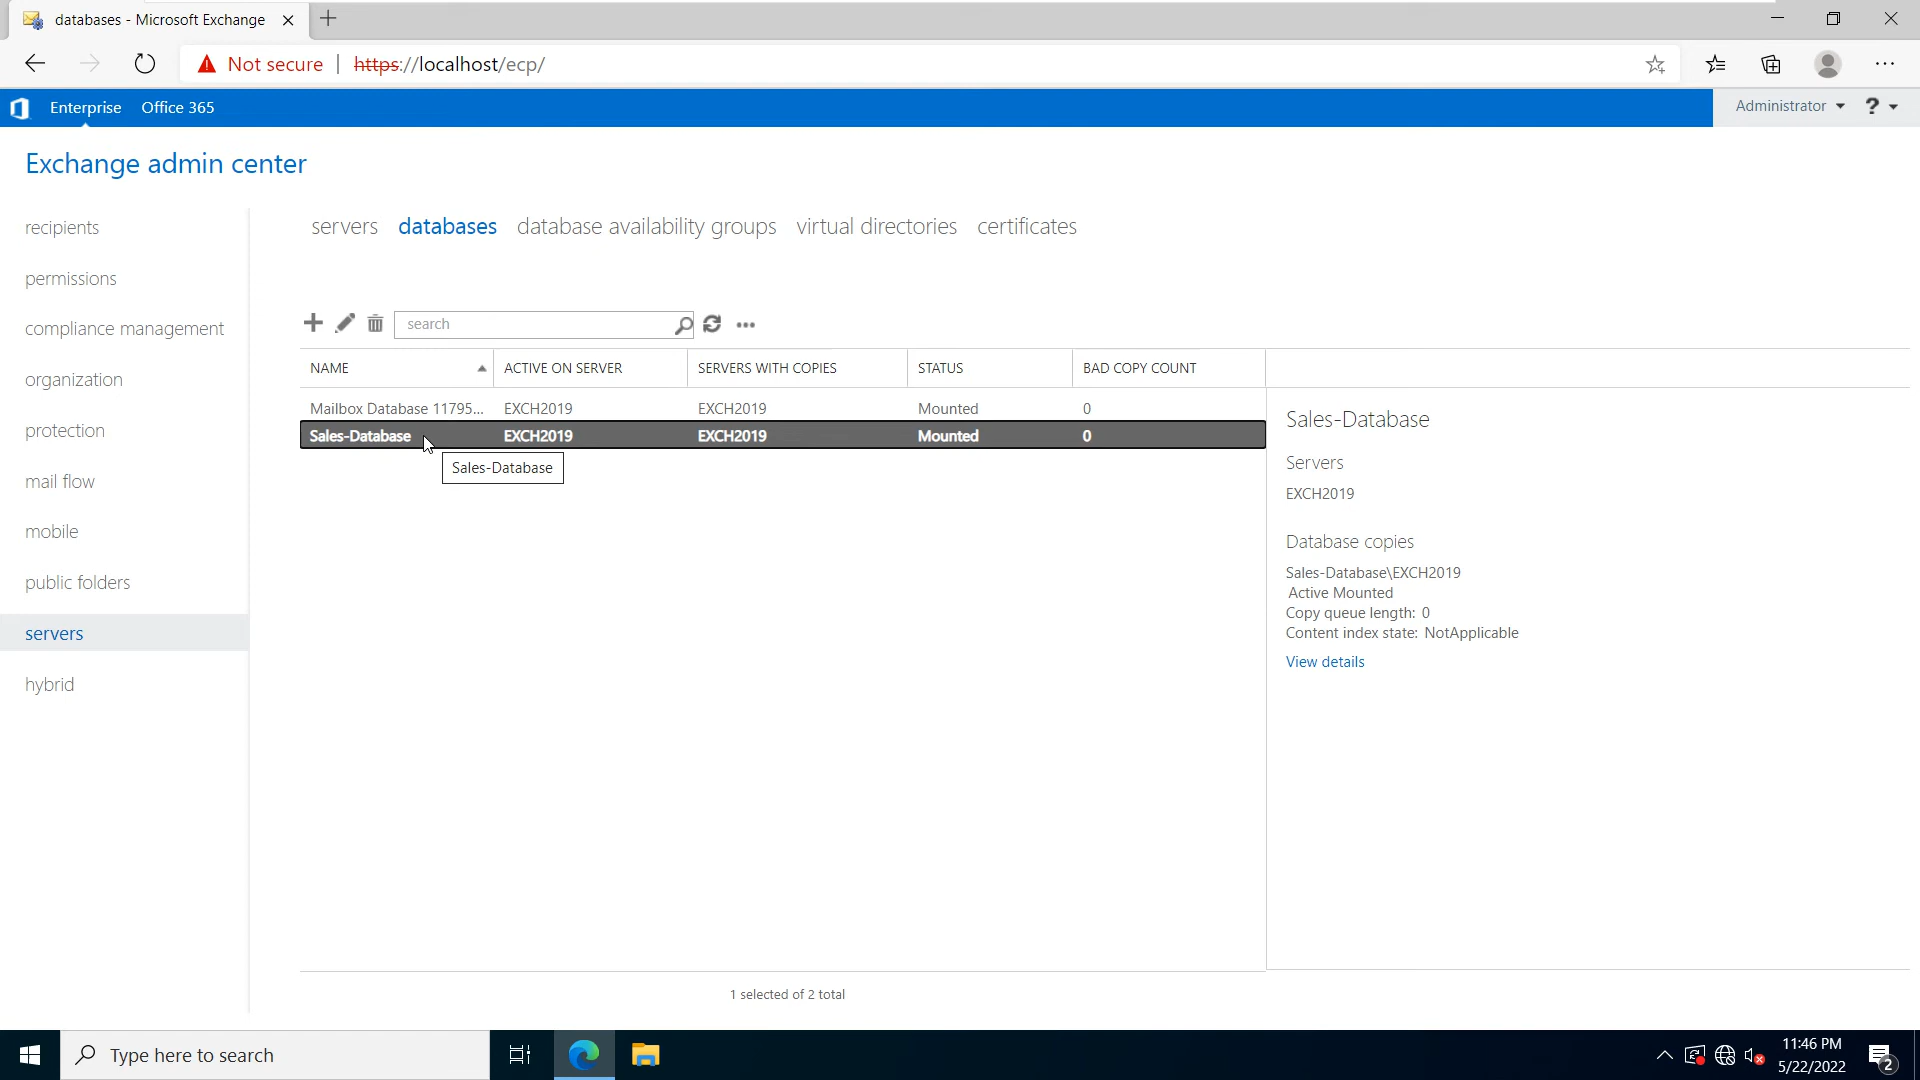 databases - Microsoft Exchange
Not secure | https://localhost/ecp/
Enterprise Office 365
Administrator ?
Exchange admin center
recipients
permissions
compliance management
organization
protection
mail flow
mobile
public folders
servers
hybrid
servers databases database availability groups virtual directories certificates
search
NAME ACTIVE ON SERVER SERVERS WITH COPIES STATUS BAD COPY COUNT
Mailbox Database 11795... EXCH2019 EXCH2019 Mounted 0
Sales-Database EXCH2019 EXCH2019 Mounted 0
Sales-Database
Sales-Database
Servers
EXCH2019
Database copies
Sales-Database\EXCH2019
Active Mounted
Copy queue length: 0
Content index state: NotApplicable
View details
1 selected of 2 total
Type here to search
11:46 PM
5/22/2022
2